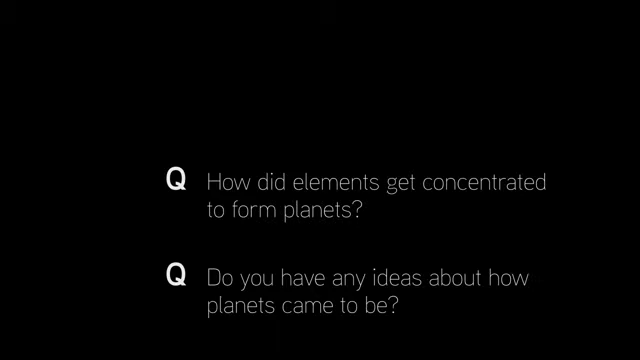 Q How did elements get concentrated
to form planets?
Q Do you have any ideas about how
planets came to be?